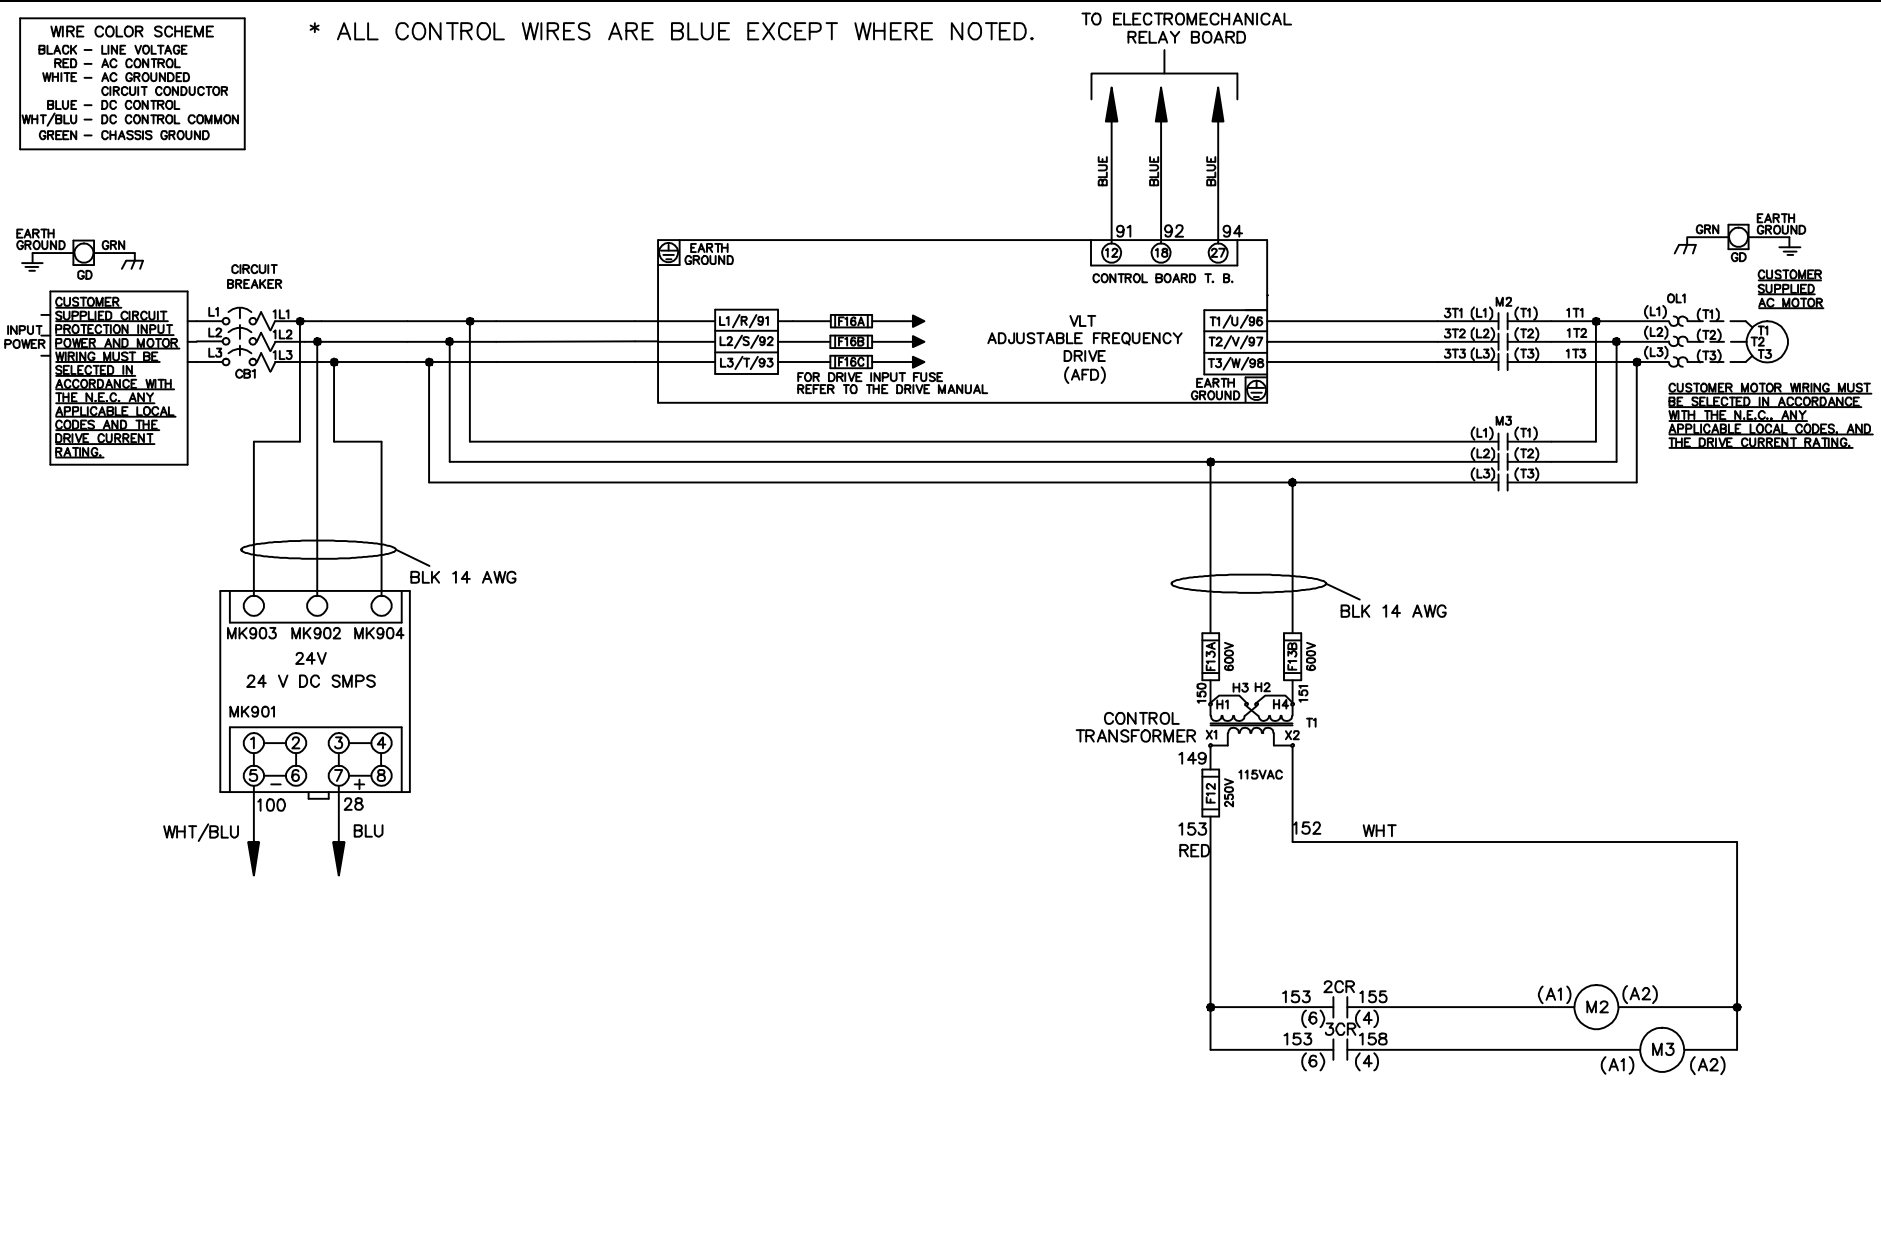 WIRE COLOR SCHEME
BLACK – LINE VOLTAGE
RED – AC CONTROL
WHITE – AC GROUNDED
CIRCUIT CONDUCTOR
BLUE – DC CONTROL
WHT/BLU – DC CONTROL COMMON
GREEN – CHASSIS GROUND
* ALL CONTROL WIRES ARE BLUE EXCEPT WHERE NOTED.
TO ELECTROMECHANICAL
RELAY BOARD
BLUE
BLUE
BLUE
91 92 94
12 18 27
CONTROL BOARD T. B.
EARTH
GROUND
GRN
GD
CIRCUIT
BREAKER
INPUT
POWER
CUSTOMER
SUPPLIED CIRCUIT
PROTECTION INPUT
POWER AND MOTOR
WIRING MUST BE
SELECTED IN
ACCORDANCE WITH
THE N.E.C. ANY
APPLICABLE LOCAL
CODES AND THE
DRIVE CURRENT
RATING.
L1 1L1
L2 1L2
L3 1L3
CB1
EARTH
GROUND
L1/R/91 F16A
L2/S/92 F16B
L3/T/93 F16C
FOR DRIVE INPUT FUSE
REFER TO THE DRIVE MANUAL
VLT
ADJUSTABLE FREQUENCY
DRIVE
(AFD)
T1/U/96
T2/V/97
T3/W/98
EARTH
GROUND
M2
3T1 (L1) (T1) 1T1
3T2 (L2) (T2) 1T2
3T3 (L3) (T3) 1T3
OL1
(L1) (T1)
(L2) (T2)
(L3) (T3)
T1
T2
T3
GRN
EARTH
GROUND
GD
CUSTOMER
SUPPLIED
AC MOTOR
CUSTOMER MOTOR WIRING MUST
BE SELECTED IN ACCORDANCE
WITH THE N.E.C., ANY
APPLICABLE LOCAL CODES, AND
THE DRIVE CURRENT RATING.
M3
(L1) (T1)
(L2) (T2)
(L3) (T3)
BLK 14 AWG
MK903 MK902 MK904
24V
24 V DC SMPS
MK901
1 2 3 4
5 – 6 7 + 8
100 28
WHT/BLU BLU
BLK 14 AWG
F13A
600V
F13B
600V
150
151
H3 H2
H1 H4
CONTROL
TRANSFORMER
X1 X2
T1
149
115VAC
F12
250V
153
RED
152
WHT
153 2CR 155
(6) (4)
(A1) M2 (A2)
153 3CR 158
(6) (4)
(A1) M3 (A2)